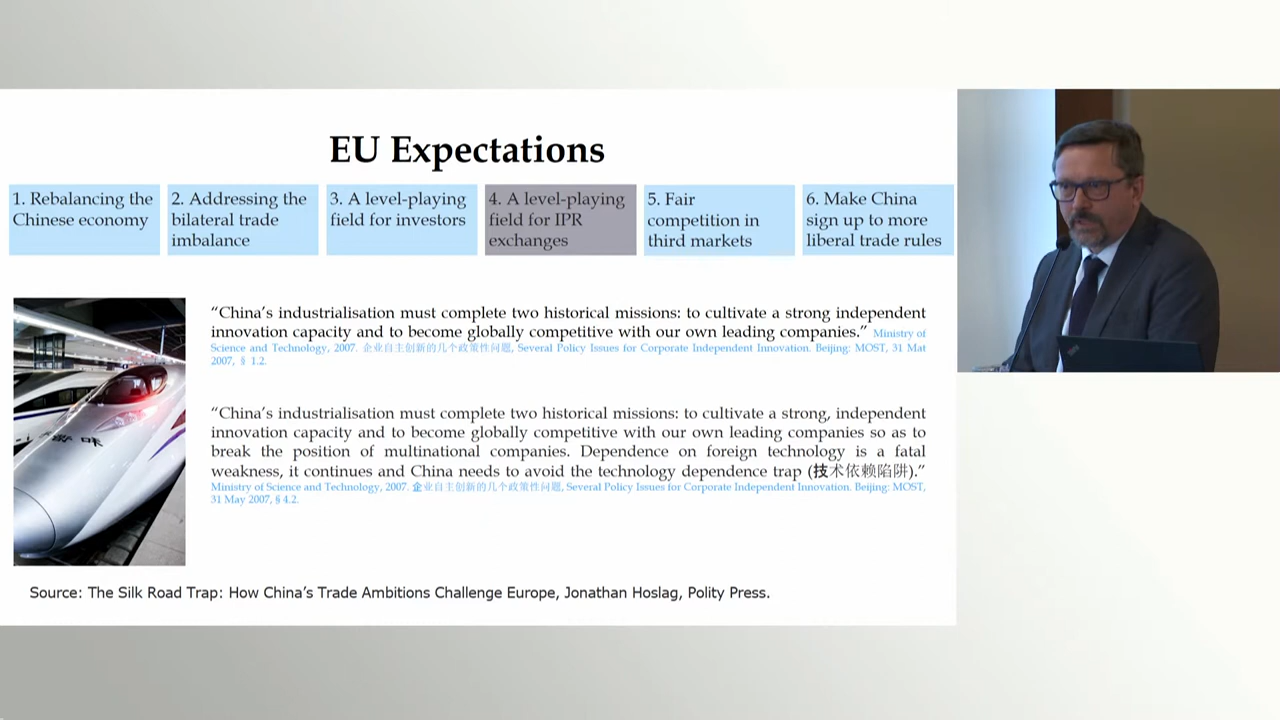 EU Expectations
1. Rebalancing the
Chinese economy
2. Addressing the
bilateral trade
imbalance
3. A level-playing
field for investors
4. A level-playing
field for IPR
exchanges
5. Fair
competition in
third markets
6. Make China
sign up to more
liberal trade rules
“China’s industrialisation must complete two historical missions: to cultivate a strong independent
innovation capacity and to become globally competitive with our own leading companies.” Ministry of
Science and Technology, 2007. 企业自主创新的几个政策性问题, Several Policy Issues for Corporate Independent Innovation. Beijing: MOST, 31 Mat
2007, § 1.2.
“China’s industrialisation must complete two historical missions: to cultivate a strong, independent
innovation capacity and to become globally competitive with our own leading companies so as to
break the position of multinational companies. Dependence on foreign technology is a fatal
weakness, it continues and China needs to avoid the technology dependence trap (技术依赖陷阱).”
Ministry of Science and Technology, 2007. 企业自主创新的几个政策性问题, Several Policy Issues for Corporate Independent Innovation. Beijing: MOST,
31 May 2007, § 4.2.
Source: The Silk Road Trap: How China’s Trade Ambitions Challenge Europe, Jonathan Hoslag, Polity Press.